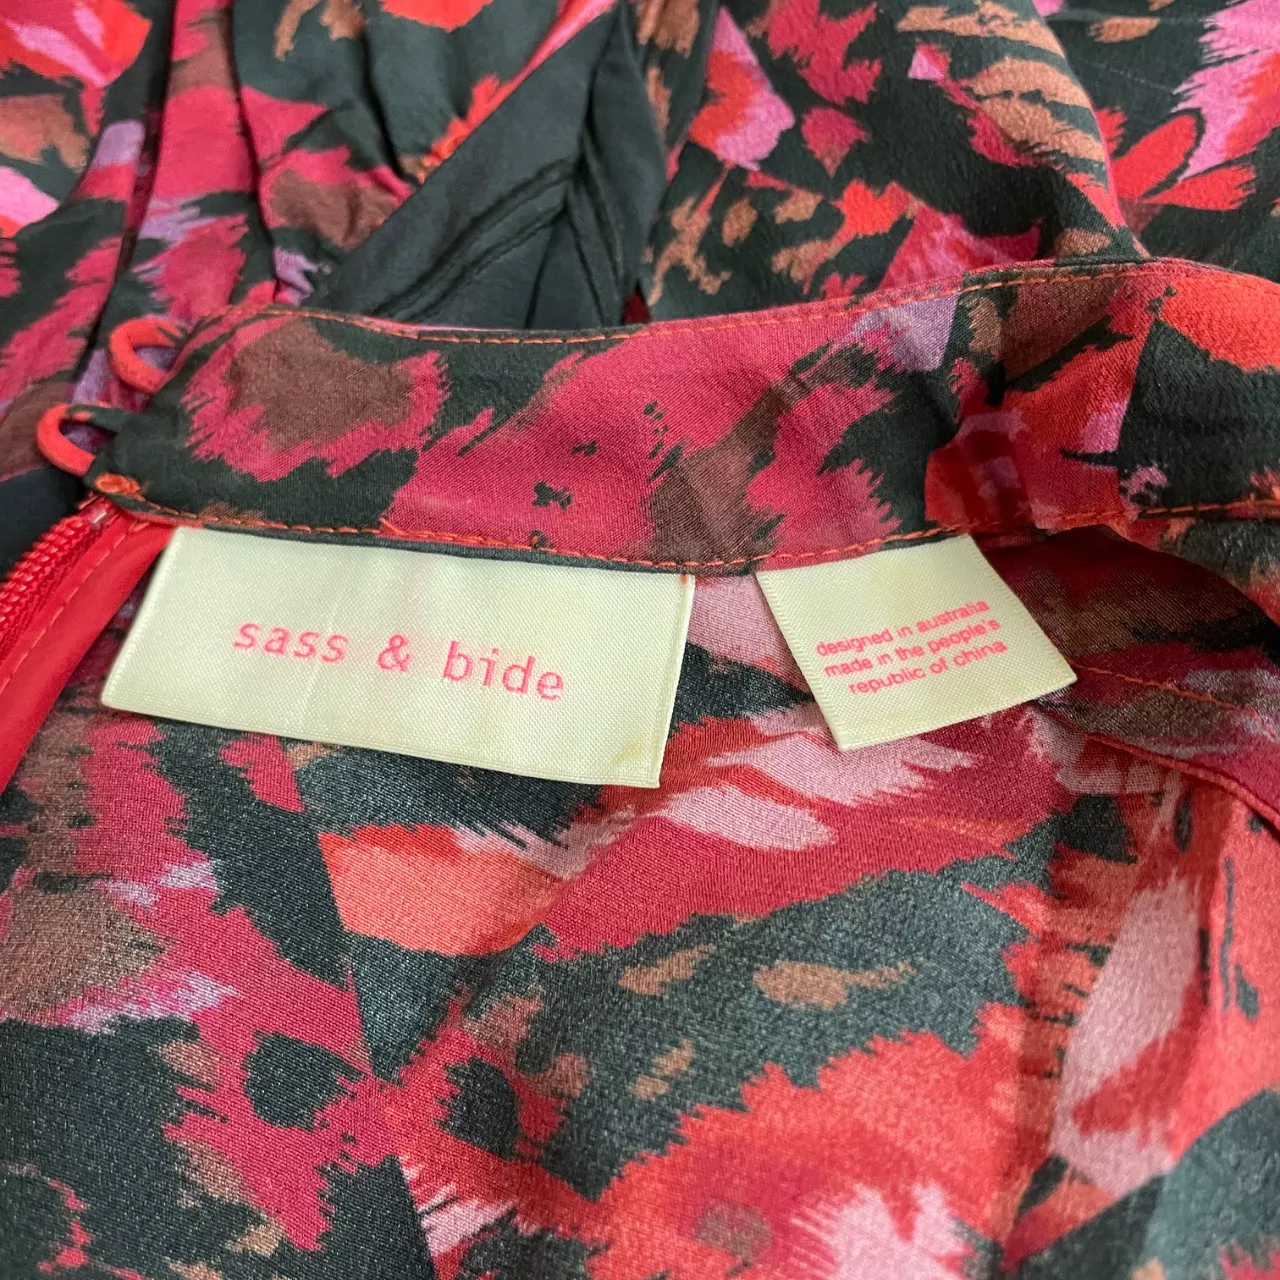 sass & bide
designed in australia
made in the people's
republic of china